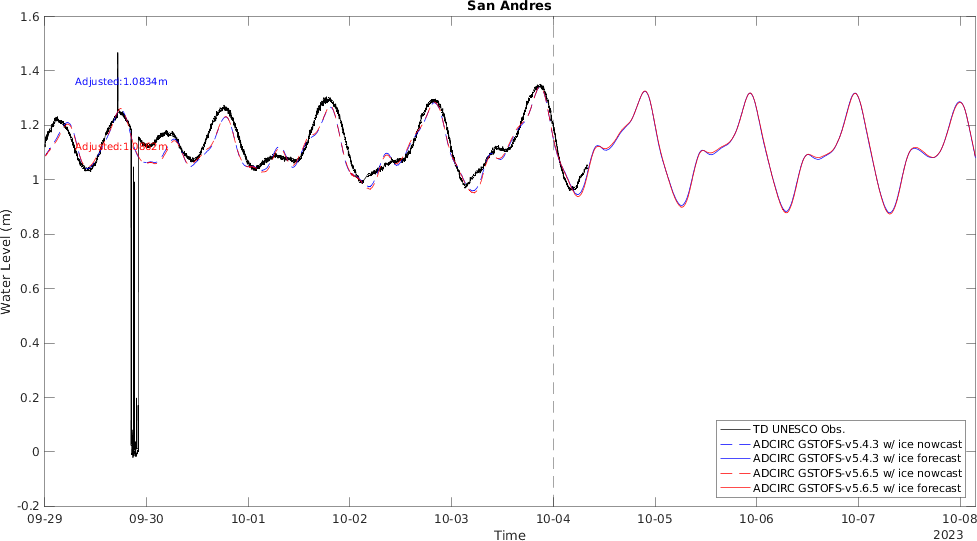 San Andres
1.6
1.4
1.2
1
0.8
0.6
0.4
0.2
0
-0.2
Water Level (m)
Adjusted:1.0834m
Adjusted:
09-29
09-30
10-01
10-02
10-03
10-04
10-05
10-06
10-07
10-08
Time
2023
TD UNESCO Obs.
ADCIRC GSTOFS-v5.4.3 w/ ice nowcast
ADCIRC GSTOFS-v5.4.3 w/ ice forecast
ADCIRC GSTOFS-v5.6.5 w/ ice nowcast
ADCIRC GSTOFS-v5.6.5 w/ ice forecast